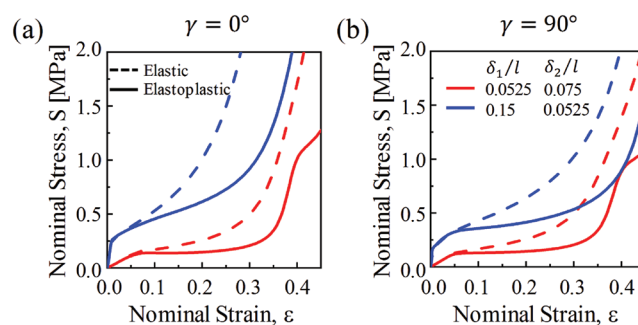 (a) γ = 0°
Nominal Stress, S [MPa]
2.0
1.5
1.0
0.5
0.0
Elastic
Elastoplastic
0.0 0.1 0.2 0.3 0.4
Nominal Strain, ε
(b) γ = 90°
Nominal Stress, S [MPa]
2.0
1.5
1.0
0.5
0.0
δ₁/l δ₂/l
0.0525 0.075
0.15 0.0525
0.0 0.1 0.2 0.3 0.4
Nominal Strain, ε